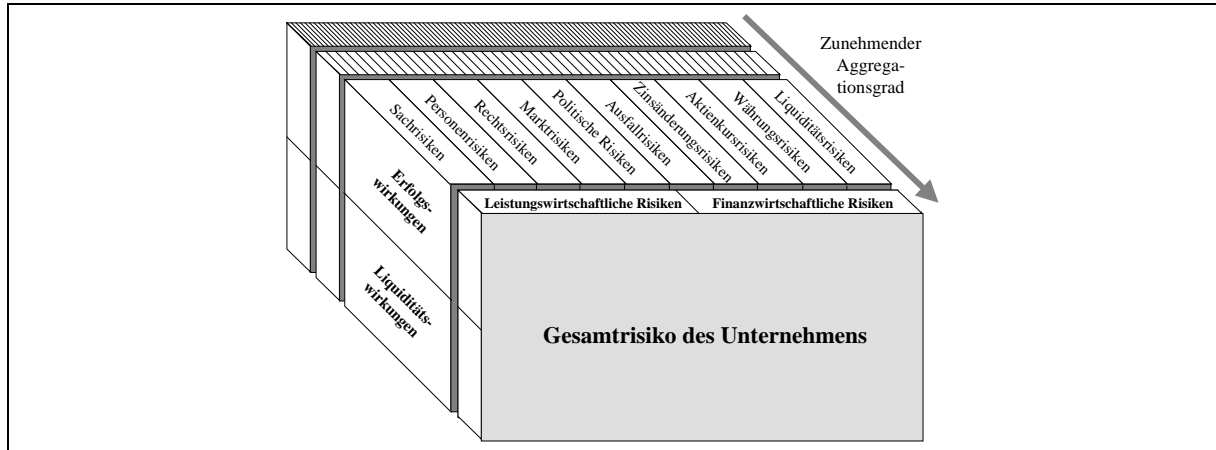 Zunehmender
Aggrega-
tionsgrad
Sachrisiken
Personenrisiken
Rechtsrisiken
Marktrisiken
Politische Risiken
Ausfallrisiken
Zinsänderungsrisiken
Aktienkursrisiken
Währungsrisiken
Liquiditätsrisiken
Erfolgs-
wirkungen
Liquiditäts-
wirkungen
Leistungswirtschaftliche Risiken
Finanzwirtschaftliche Risiken
Gesamtrisiko des Unternehmens